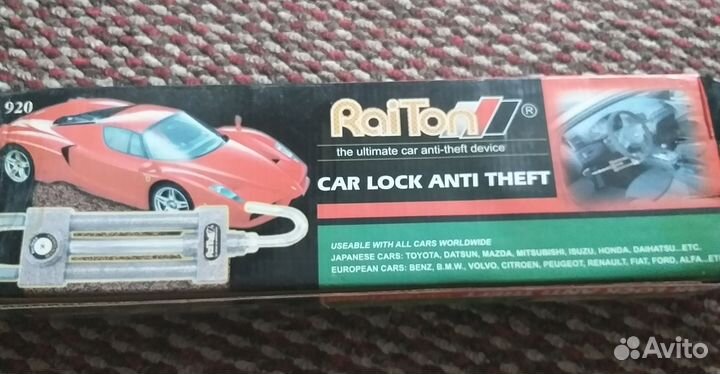 920
RaiTon ®
the ultimate car anti-theft device
CAR LOCK ANTI THEFT
USEABLE WITH ALL CARS WORLDWIDE
JAPANESE CARS: TOYOTA, DATSUN, MAZDA, MITSUBISHI, ISUZU, HONDA, DAIHATSU...ETC.
EUROPEAN CARS: BENZ, B.M.W., VOLVO, CITROEN, PEUGEOT, RENAULT, FIAT, FORD, ALFA...ET
RaiTon
Avito